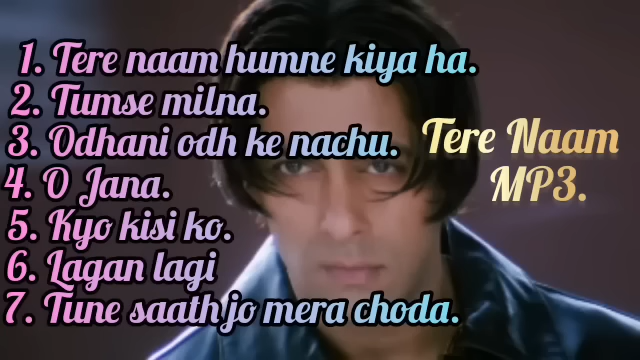 1. Tere naam humne kiya ha.
2. Tumse milna.
3. Odhani odh ke nachu.
4. O Jana.
5. Kyo kisi ko.
6. Lagan lagi
7. Tune saath jo mera choda.
Tere Naam
MP3.